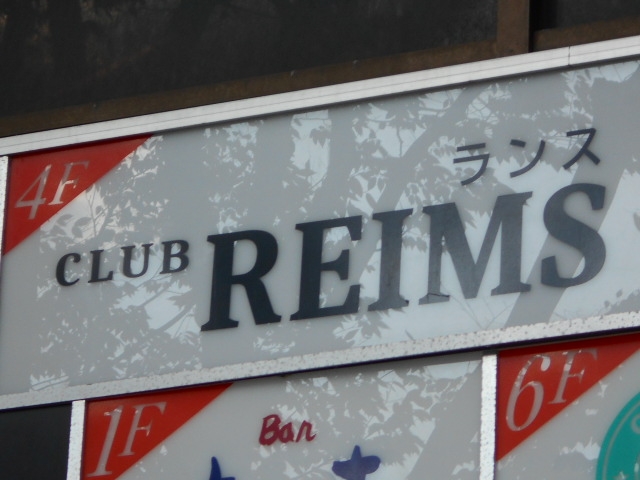 4F
ランス
CLUB REIMS
1F
Bar
6F